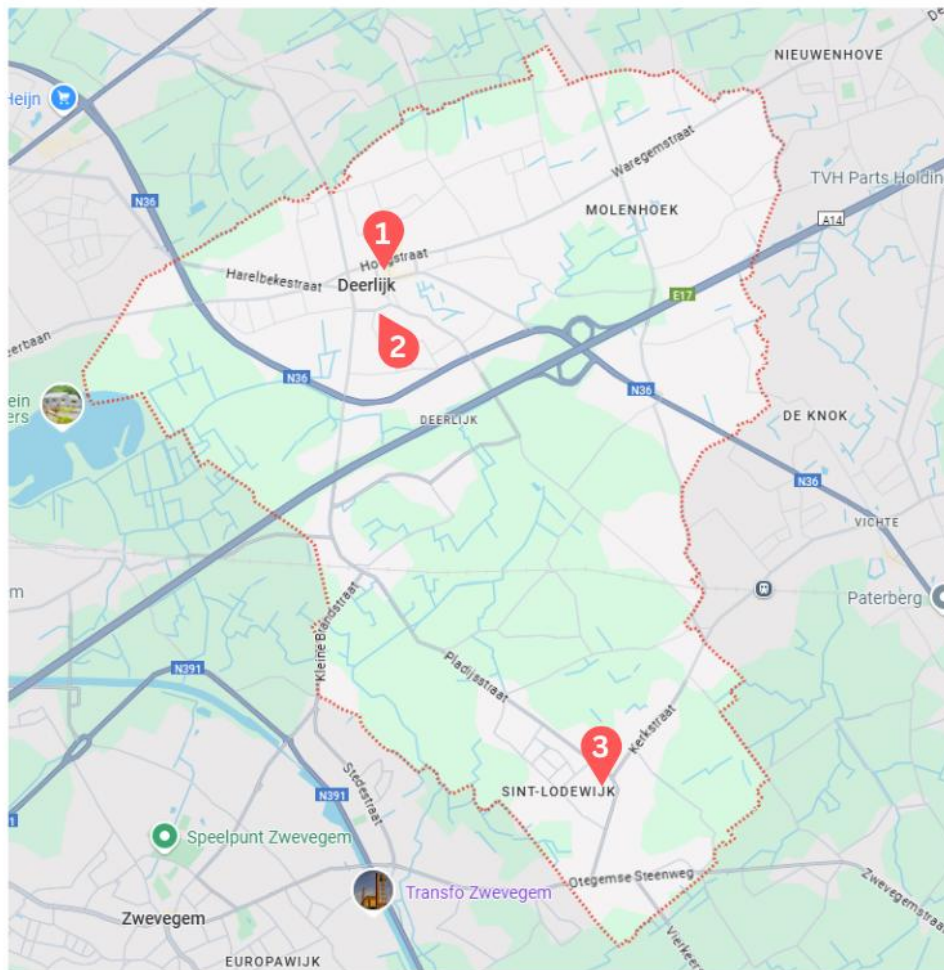 NIEUWENHOVE
Heijn
Waregemstraat
TVH Parts Holding
N36
MOLENHOEK
A14
1
Hoogstraat
Harelbekestraat
Deerlijk
E17
2
N36
DEERLIJK
N36
DE KNOK
N36
VICHTE
Paterberg
Kleine Brandstraat
Pladijsstraat
N391
Kerkstraat
3
SINT-LODEWIJK
Stedestraat
N391
Speelpunt Zwevegem
Otegemse Steenweg
Zwevegemstraat
Transfo Zwevegem
Zwevegem
EUROPAWIJK